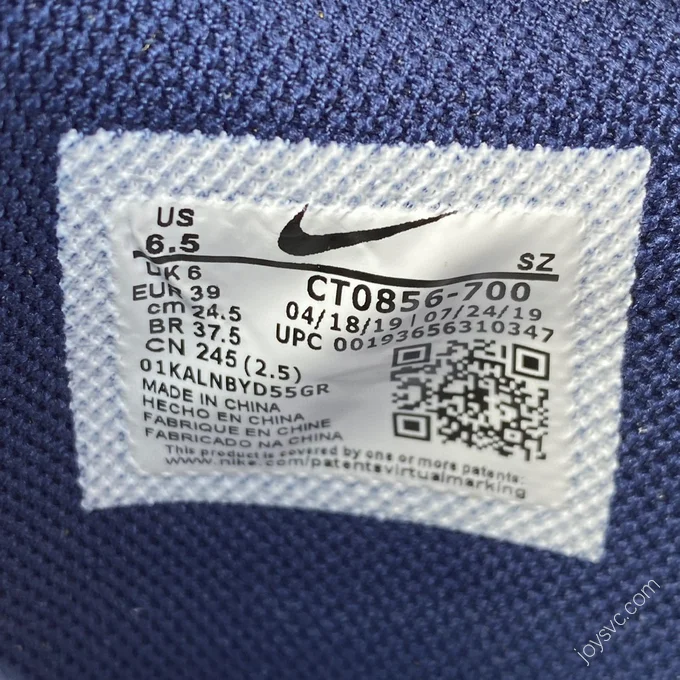 US
6.5
SZ
UK 6
EUR 39
cm 24.5
BR 37.5
CN 245 (2.5)
CT0856-700
04/18/19 | 07/24/19
UPC 00193656310347
01KALNBYD55GR
MADE IN CHINA
HECHO EN CHINA
FABRIQUE EN CHINE
FABRICADO NA CHINA
This product is covered by one or more patents:
www.nike.com/patentsvirtualmarking
joysvc.com